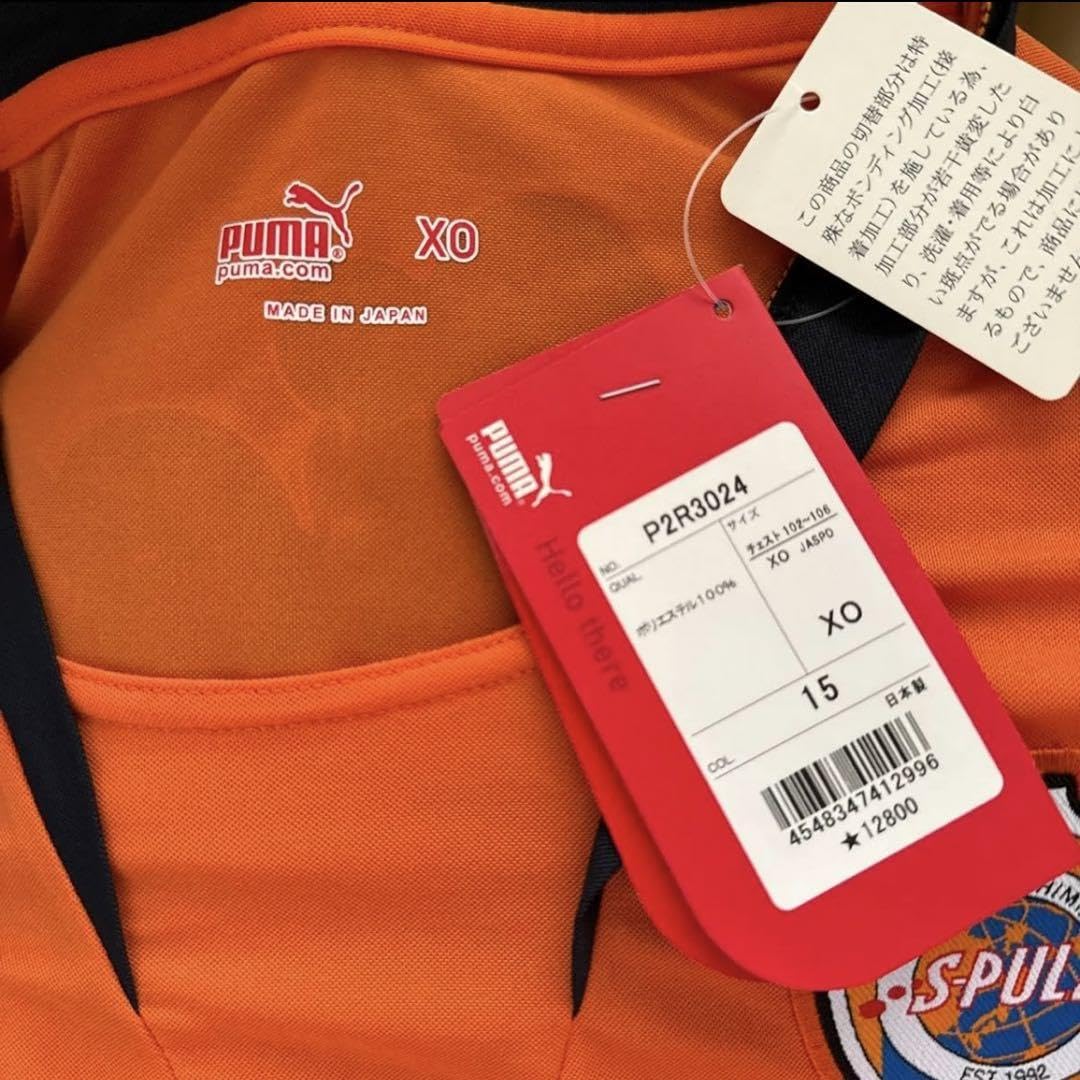 PUMA®
puma.com
XO
MADE IN JAPAN
この商品の切替部分は特
殊なボンディング加工(接
着加工)を施している為、
加工部分が若干黄変した
り、洗濯・着用等により白
い斑点がでる場合があり
ますが、これは加工によ
るもので、商品に
ございません
PUMA®
puma.com
Hello there
NO.
P2R3024
QUAL.
ポリエステル100%
サイズ
チェスト102~106
XO JASPO
XO
15
日本製
COL.
4548347412996
★12800
S-PUL
EST.1992